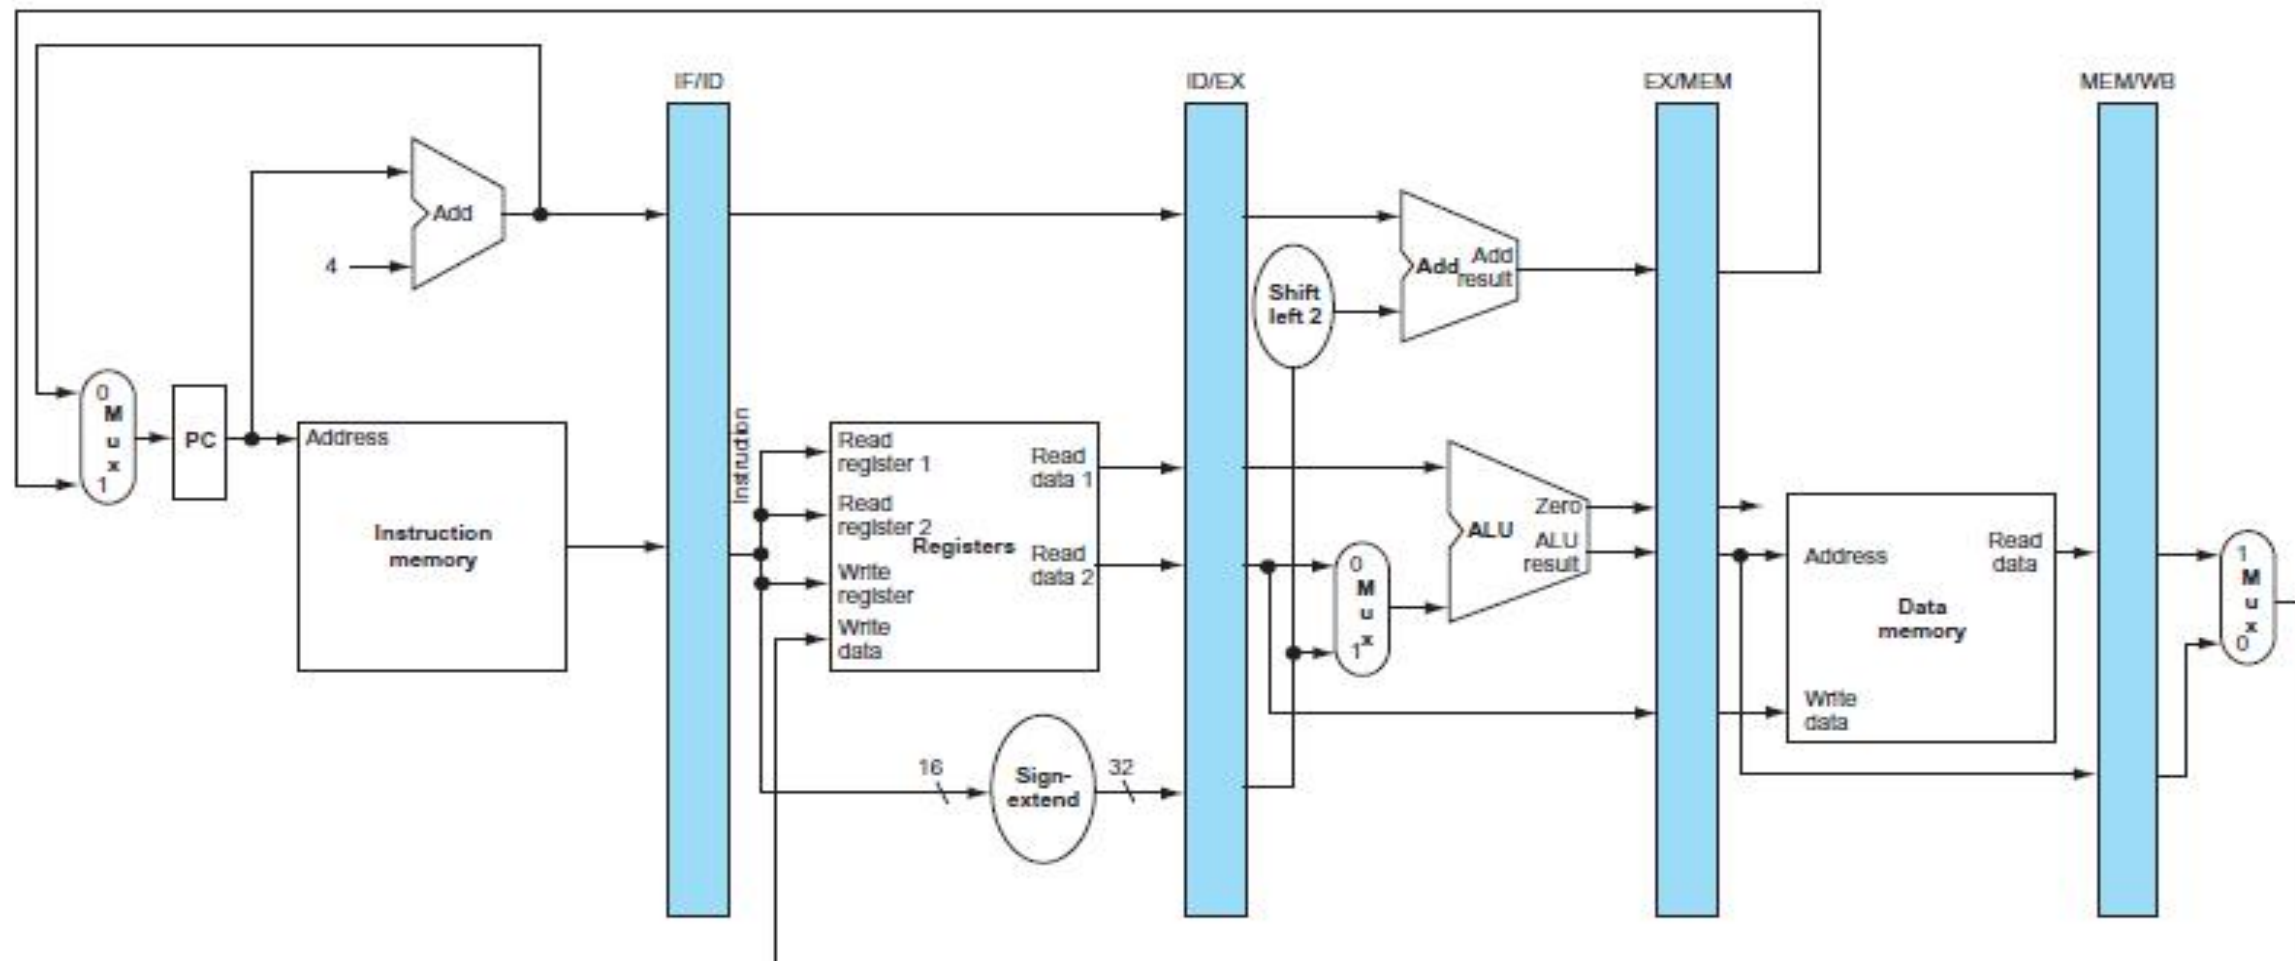 IF/ID
ID/EX
EX/MEM
MEM/WB
Add
4
Add
Add
result
Shift
left 2
0
M
u
x
1
PC
Address
Instruction
memory
Instruction
Read
register 1
Read
register 2
Write
register
Write
data
Registers
Read
data 1
Read
data 2
16
Sign-
extend
32
0
M
u
x
1
ALU
Zero
ALU
result
Address
Read
data
Data
memory
Write
data
1
M
u
x
0